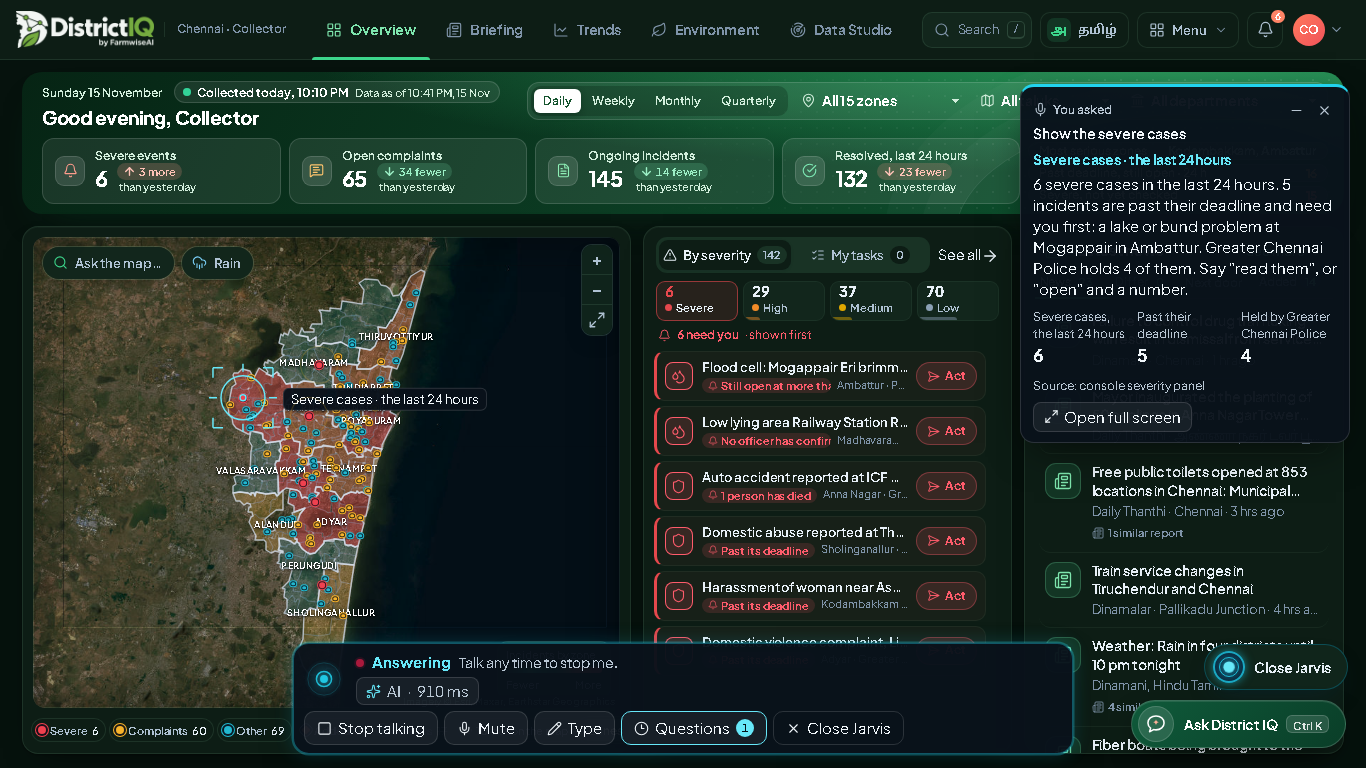 DistrictIQ
by FarmwiseAI
Chennai · Collector
Overview
Briefing
Trends
Environment
Data Studio
Search /
அ தமிழ்
Menu
6
CO
Sunday 15 November
Collected today, 10:10 PM Data as of 10:41 PM, 15 Nov
Good evening, Collector
Daily Weekly Monthly Quarterly
All 15 zones
All
Severe events
6 ↑ 3 more
than yesterday
Open complaints
65 ↓ 34 fewer
than yesterday
Ongoing incidents
145 ↓ 14 fewer
than yesterday
Resolved, last 24 hours
132 ↓ 23 fewer
than yesterday
You asked
Show the severe cases
Severe cases · the last 24 hours
6 severe cases in the last 24 hours. 5
incidents are past their deadline and need
you first: a lake or bund problem at
Mogappair in Ambattur. Greater Chennai
Police holds 4 of them. Say "read them", or
"open" and a number.
Severe cases, the last 24 hours
6
Past their deadline
5
Held by Greater Chennai Police
4
Source: console severity panel
Open full screen
Ask the map...
Rain
+
−
THIRUVOTTIYUR
MADHAVARAM
Severe cases · the last 24 hours
ROYAPURAM
VALASARAVAKKAM
TEYNAMPET
ALANDUR
ADYAR
PERUNGUDI
SHOLINGANALLUR
Severe 6
Complaints 60
Other 69
By severity 142
My tasks 0
See all →
6
Severe
29
High
37
Medium
70
Low
6 need you · shown first
Flood cell: Mogappair Eri brimm...
Still open at more tha Ambattur · P...
Act
Low lying area Railway Station R...
No officer has confir Madhavara...
Act
Auto accident reported at ICF ...
1 person has died Anna Nagar · Gr...
Act
Domestic abuse reported at Th...
Past its deadline Sholinganallur · ...
Act
Harassment of woman near As...
Past its deadline Kodambakkam ...
Act
Free public toilets opened at 853
locations in Chennai: Municipal...
Daily Thanthi · Chennai · 3 hrs ago
1 similar report
Train service changes in
Tiruchendur and Chennai
Dinamalar · Pallikadu Junction · 4 hrs a...
Weather: Rain in four districts until
10 pm tonight
Dinamani, Hindu Tam...
Answering Talk any time to stop me.
AI · 910 ms
Stop talking
Mute
Type
Questions 1
Close Jarvis
Close Jarvis
Ask District IQ Ctrl K